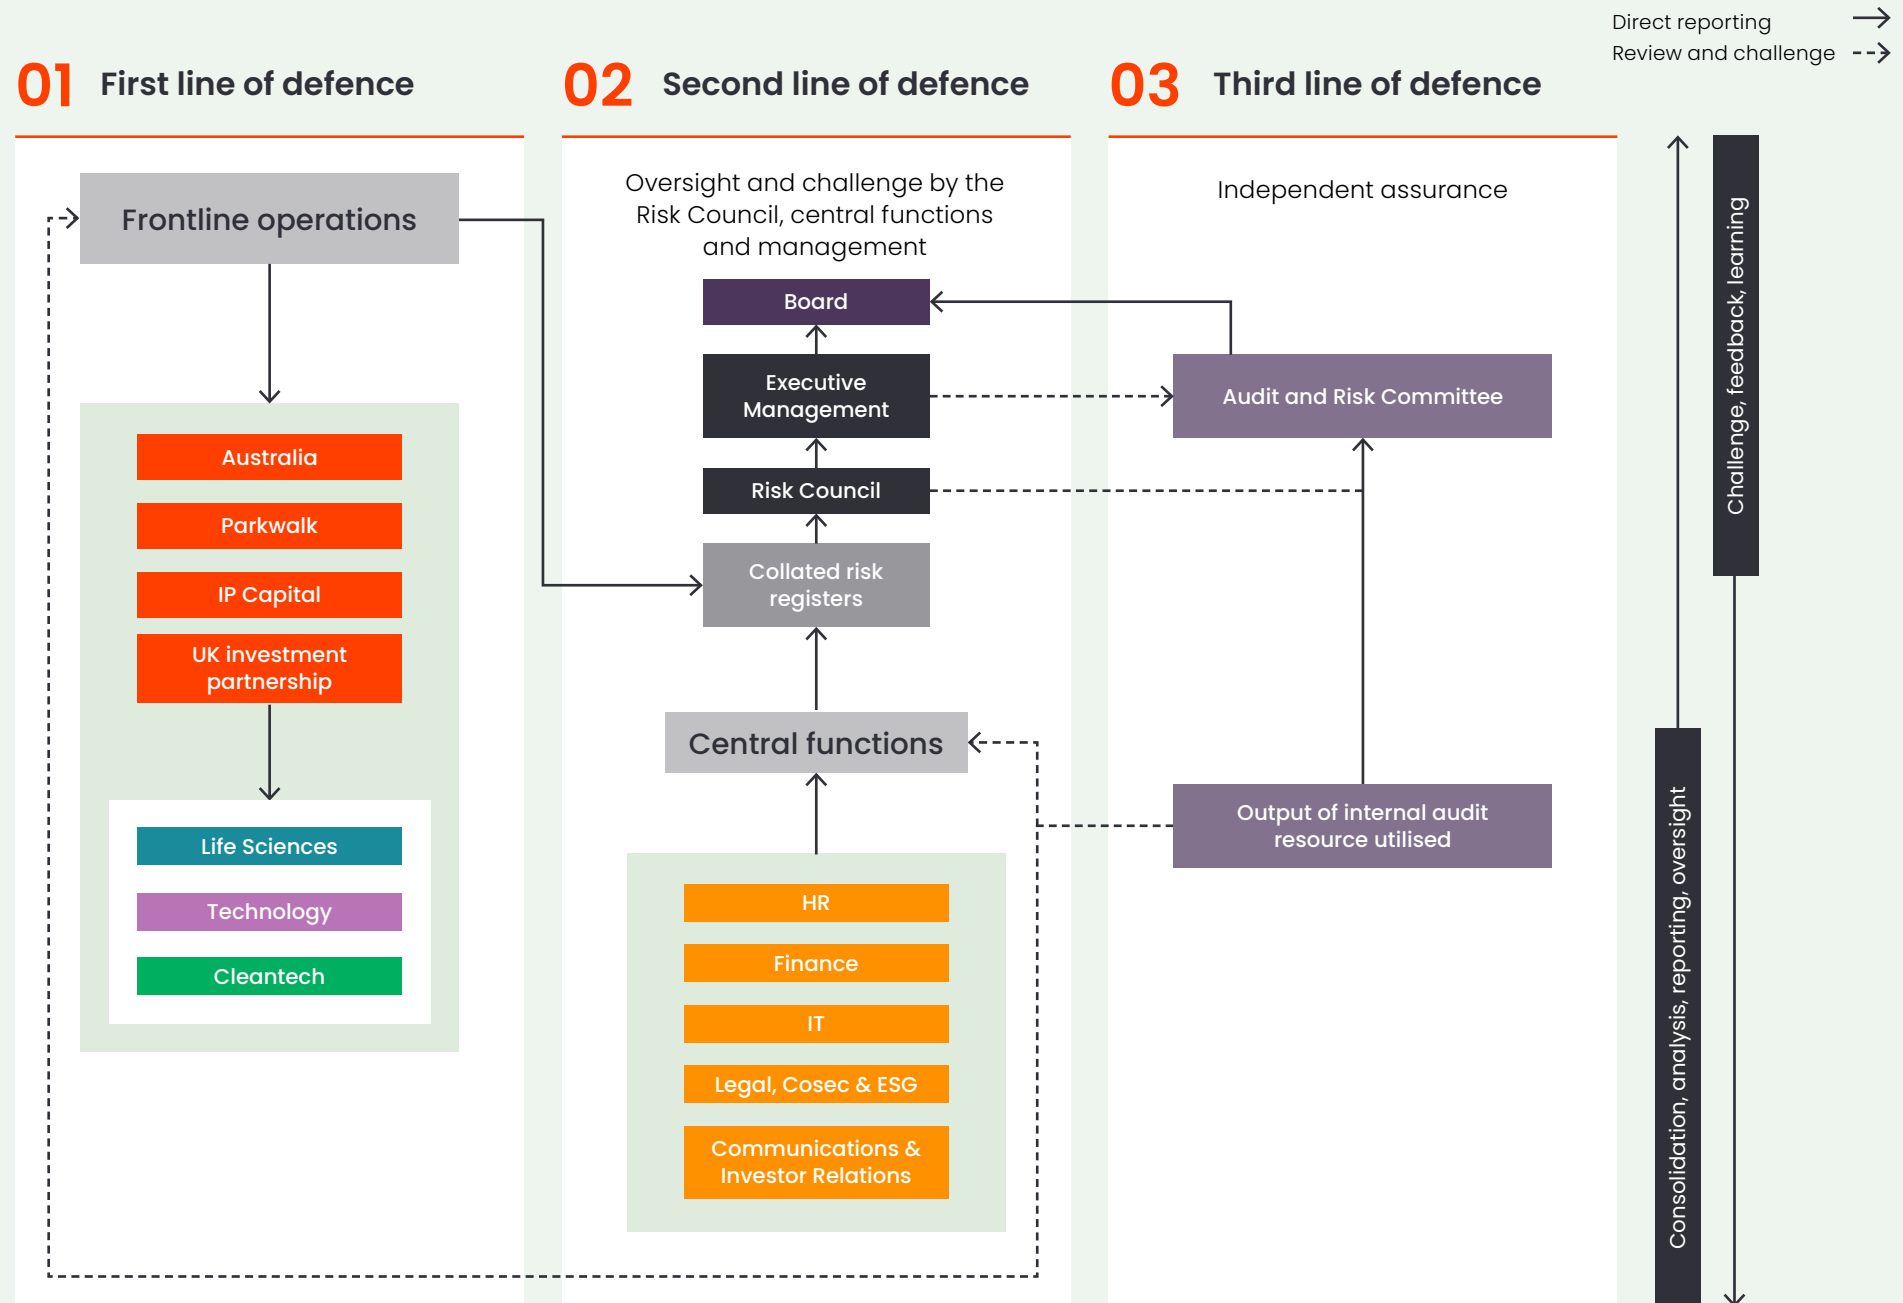 Direct reporting
Review and challenge
01 First line of defence
02 Second line of defence
03 Third line of defence
Frontline operations
Australia
Parkwalk
IP Capital
UK investment
partnership
Life Sciences
Technology
Cleantech
Oversight and challenge by the
Risk Council, central functions
and management
Board
Executive
Management
Risk Council
Collated risk
registers
Central functions
HR
Finance
IT
Legal, Cosec & ESG
Communications &
Investor Relations
Independent assurance
Audit and Risk Committee
Output of internal audit
resource utilised
Challenge, feedback, learning
Consolidation, analysis, reporting, oversight